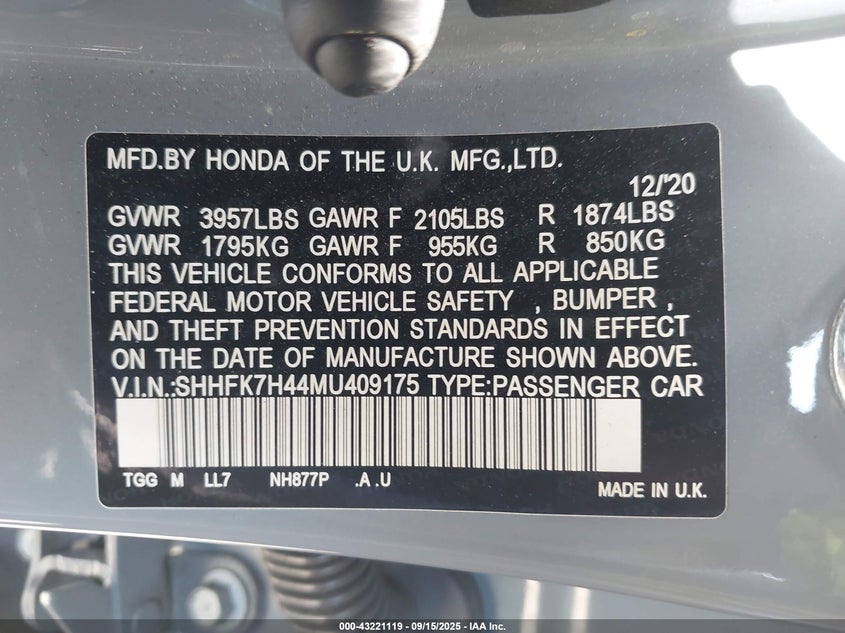 MFD.BY HONDA OF THE U.K. MFG.,LTD.
12/'20
GVWR 3957LBS GAWR F 2105LBS R 1874LBS
GVWR 1795KG GAWR F 955KG R 850KG
THIS VEHICLE CONFORMS TO ALL APPLICABLE
FEDERAL MOTOR VEHICLE SAFETY , BUMPER ,
AND THEFT PREVENTION STANDARDS IN EFFECT
ON THE DATE OF MANUFACTURE SHOWN ABOVE.
V.I.N.:SHHFK7H44MU409175 TYPE:PASSENGER CAR
TGG M LL7 NH877P .A .U
MADE IN U.K.
000-43221119 | 09/15/2025 | IAA Inc.